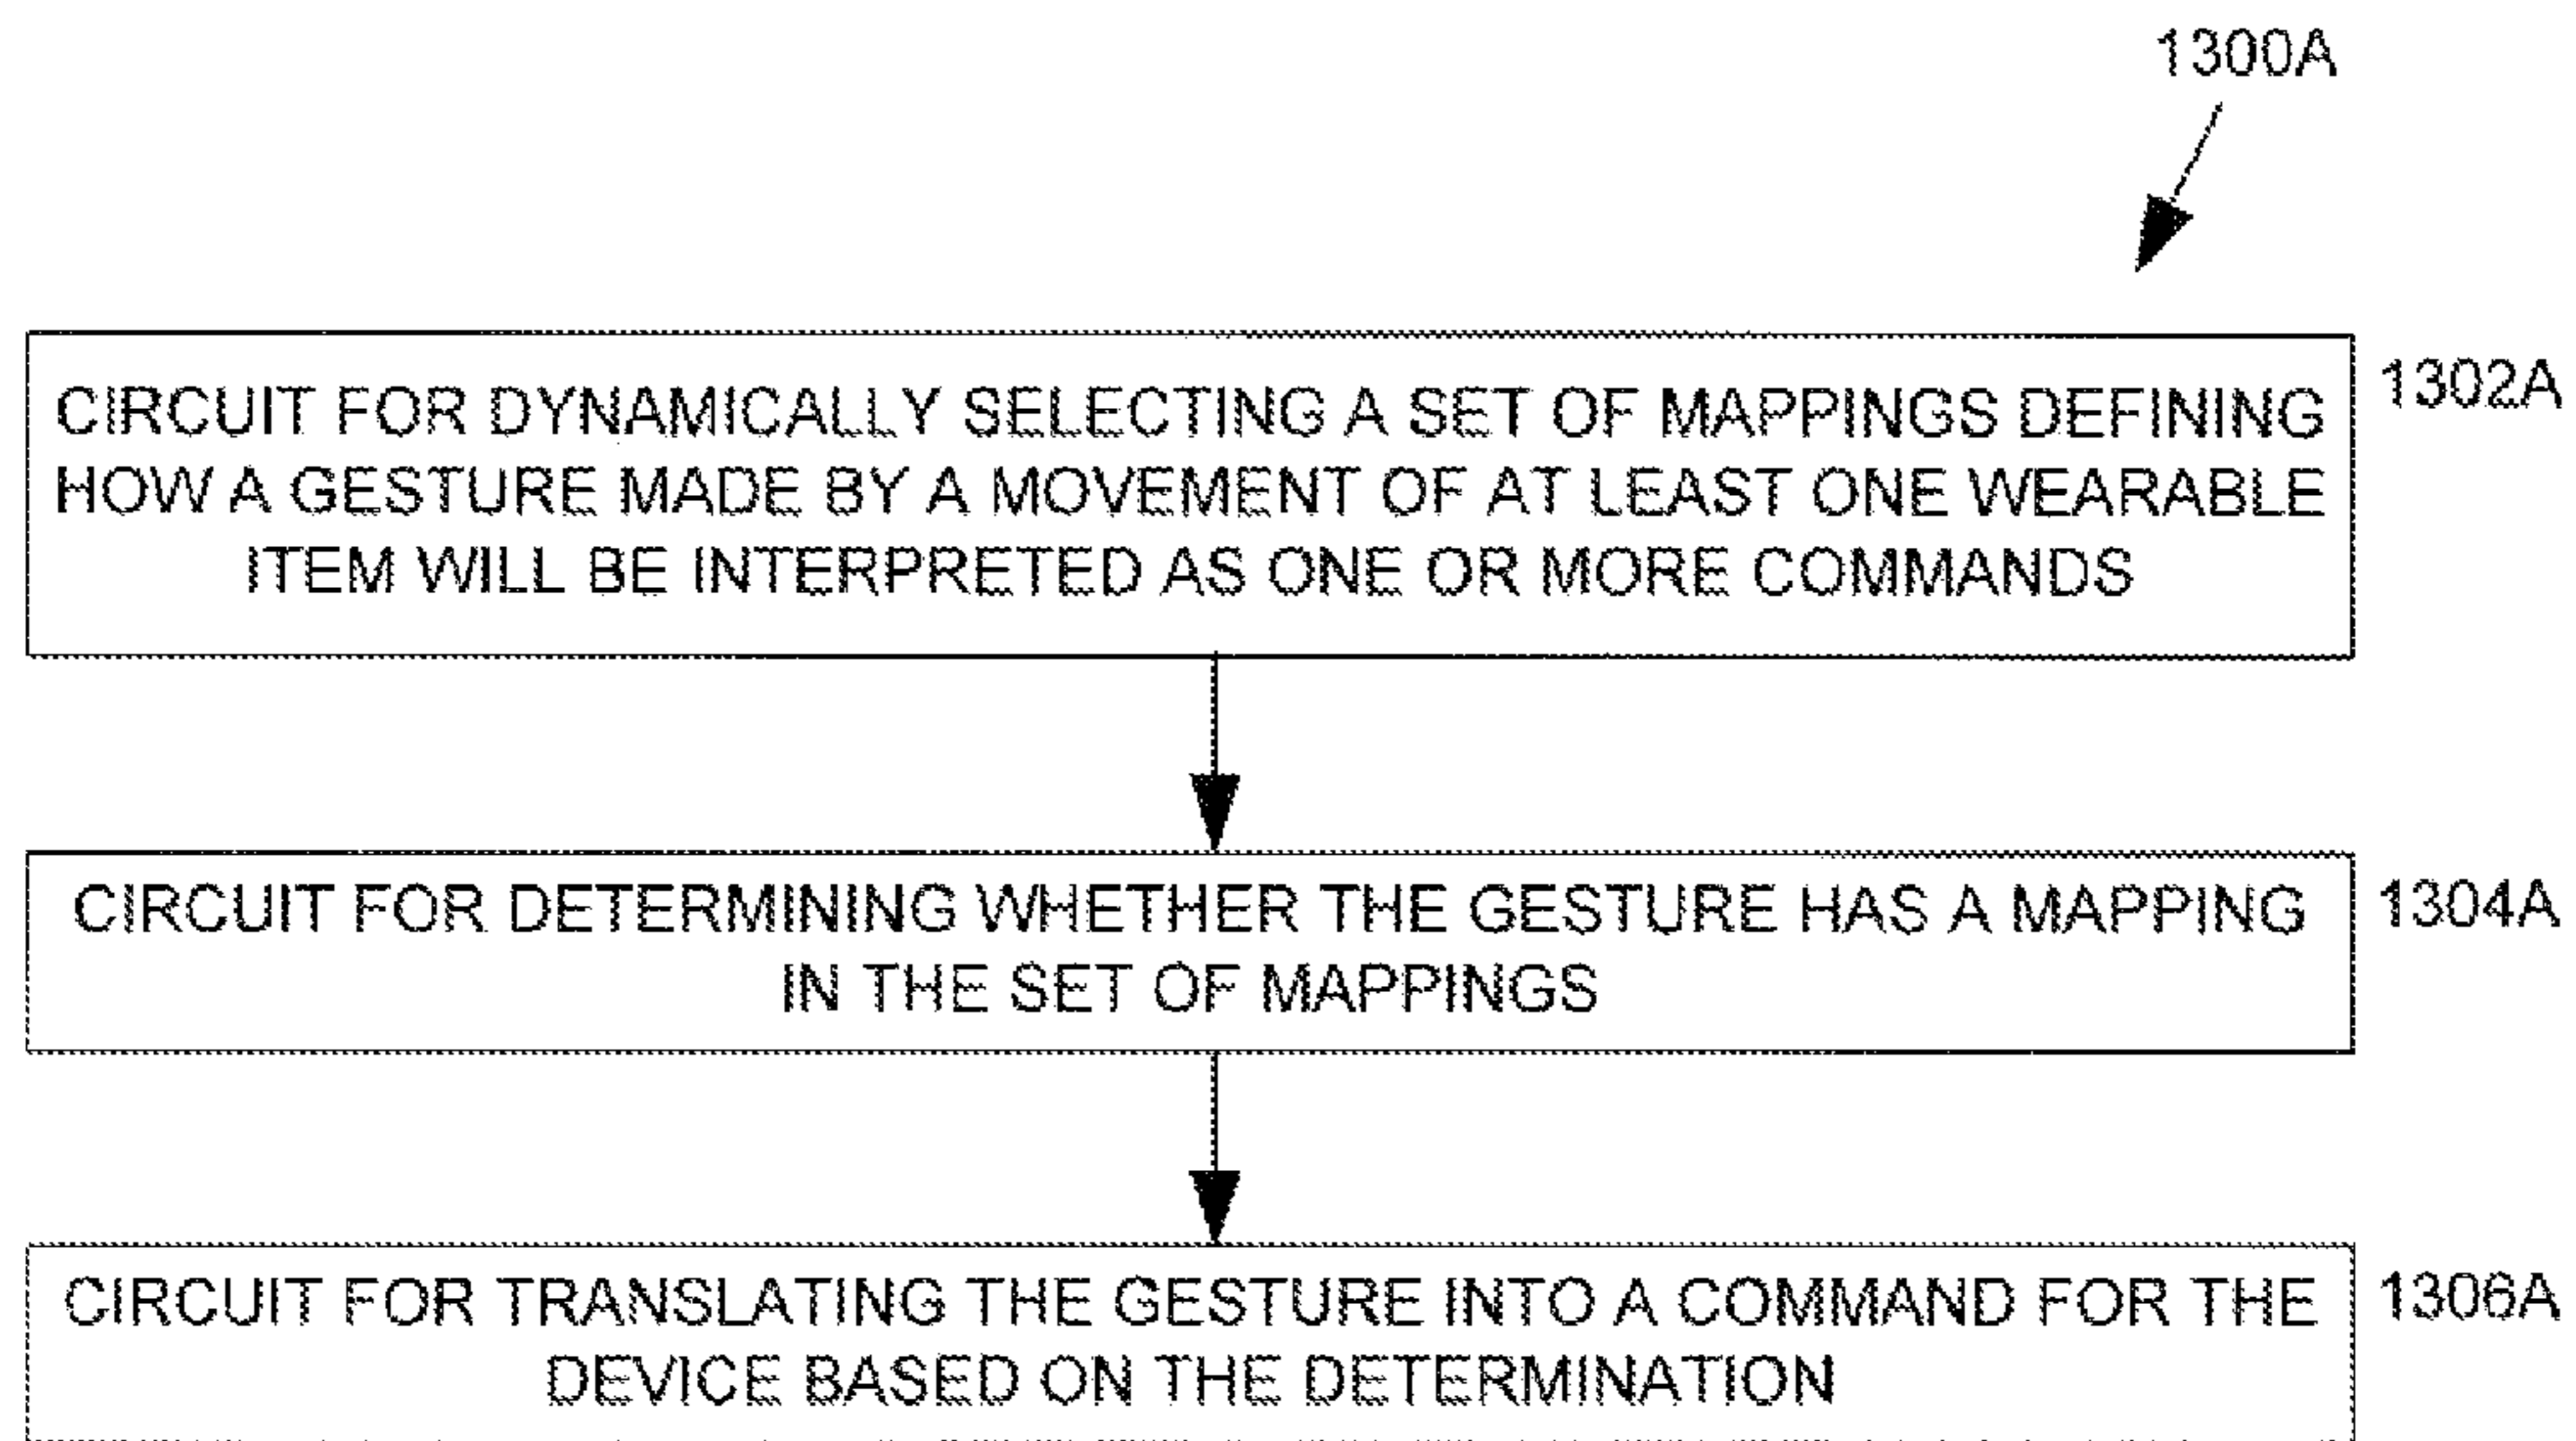 1300A
CIRCUIT FOR DYNAMICALLY SELECTING A SET OF MAPPINGS DEFINING
HOW A GESTURE MADE BY A MOVEMENT OF AT LEAST ONE WEARABLE
ITEM WILL BE INTERPRETED AS ONE OR MORE COMMANDS
1302A
CIRCUIT FOR DETERMINING WHETHER THE GESTURE HAS A MAPPING
IN THE SET OF MAPPINGS
1304A
CIRCUIT FOR TRANSLATING THE GESTURE INTO A COMMAND FOR THE
DEVICE BASED ON THE DETERMINATION
1306A